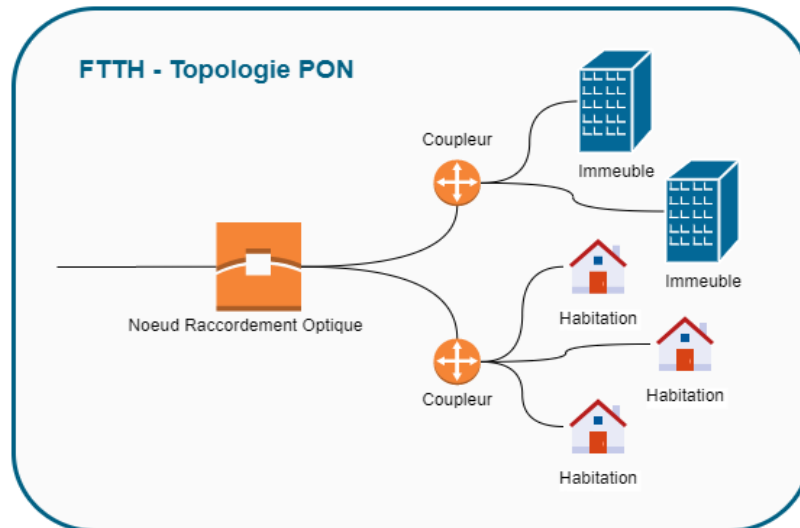 FTTH - Topologie PON
Coupleur
Immeuble
Immeuble
Noeud Raccordement Optique
Habitation
Habitation
Coupleur
Habitation